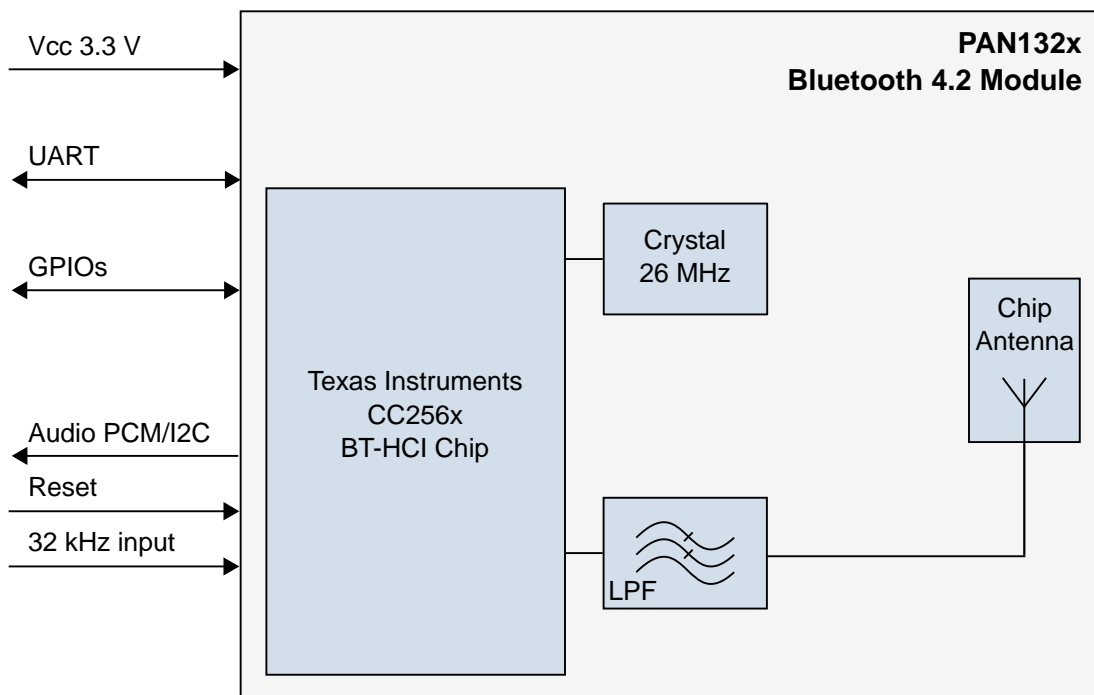 PAN132x
Bluetooth 4.2 Module
Vcc 3.3 V
UART
GPIOs
Audio PCM/I2C
Reset
32 kHz input
Texas Instruments
CC256x
BT-HCI Chip
Crystal
26 MHz
Chip
Antenna
LPF